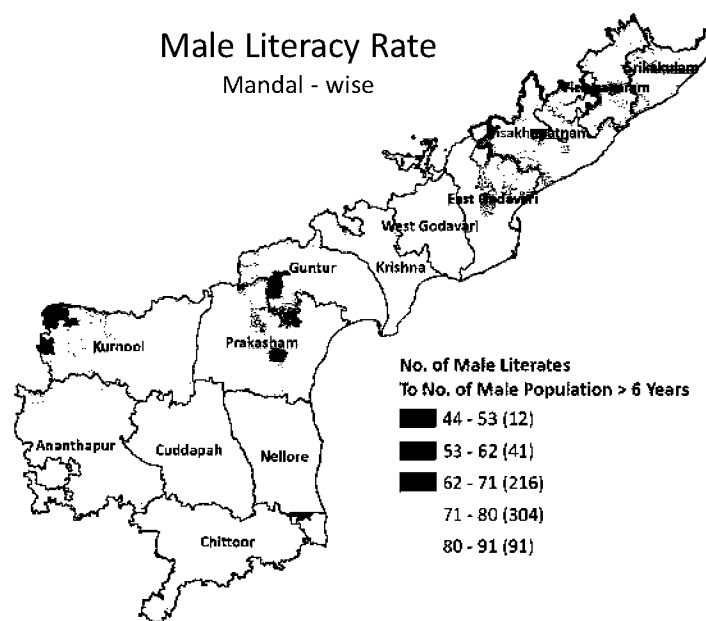 Male Literacy Rate
Mandal - wise
Srikakulam
Vizianagaram
Visakhapatnam
East Godavari
West Godavari
Krishna
Guntur
Prakasham
Kurnool
Ananthapur
Cuddapah
Nellore
Chittoor
No. of Male Literates
To No. of Male Population > 6 Years
44 - 53 (12)
53 - 62 (41)
62 - 71 (216)
71 - 80 (304)
80 - 91 (91)